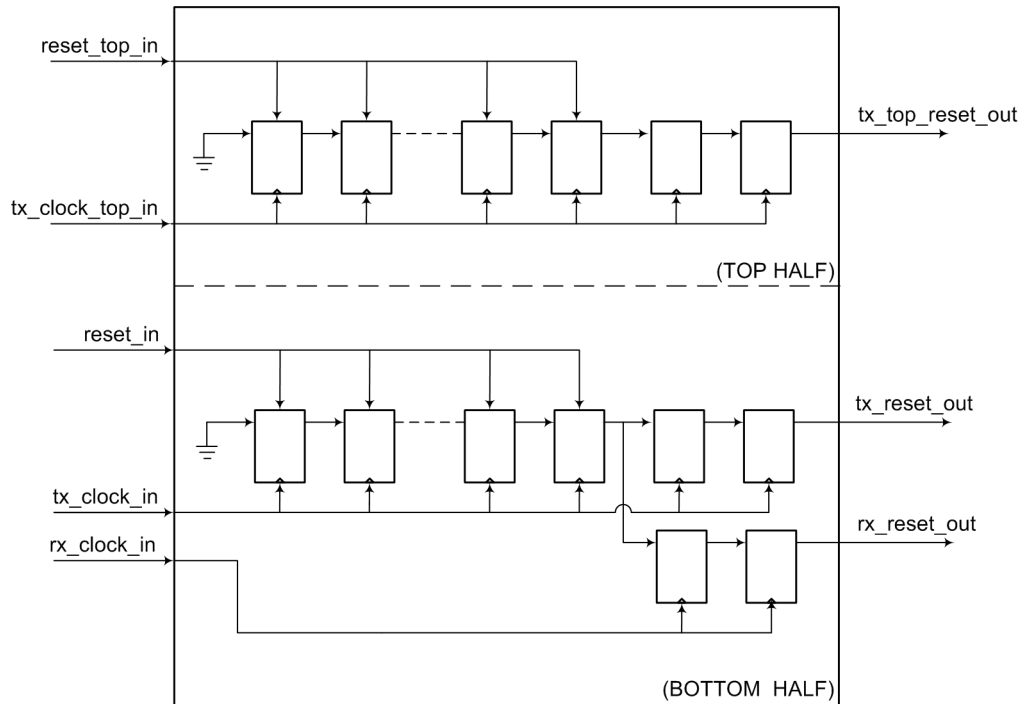 reset_top_in
tx_top_reset_out
tx_clock_top_in
(TOP HALF)
reset_in
tx_reset_out
tx_clock_in
rx_clock_in
rx_reset_out
(BOTTOM HALF)